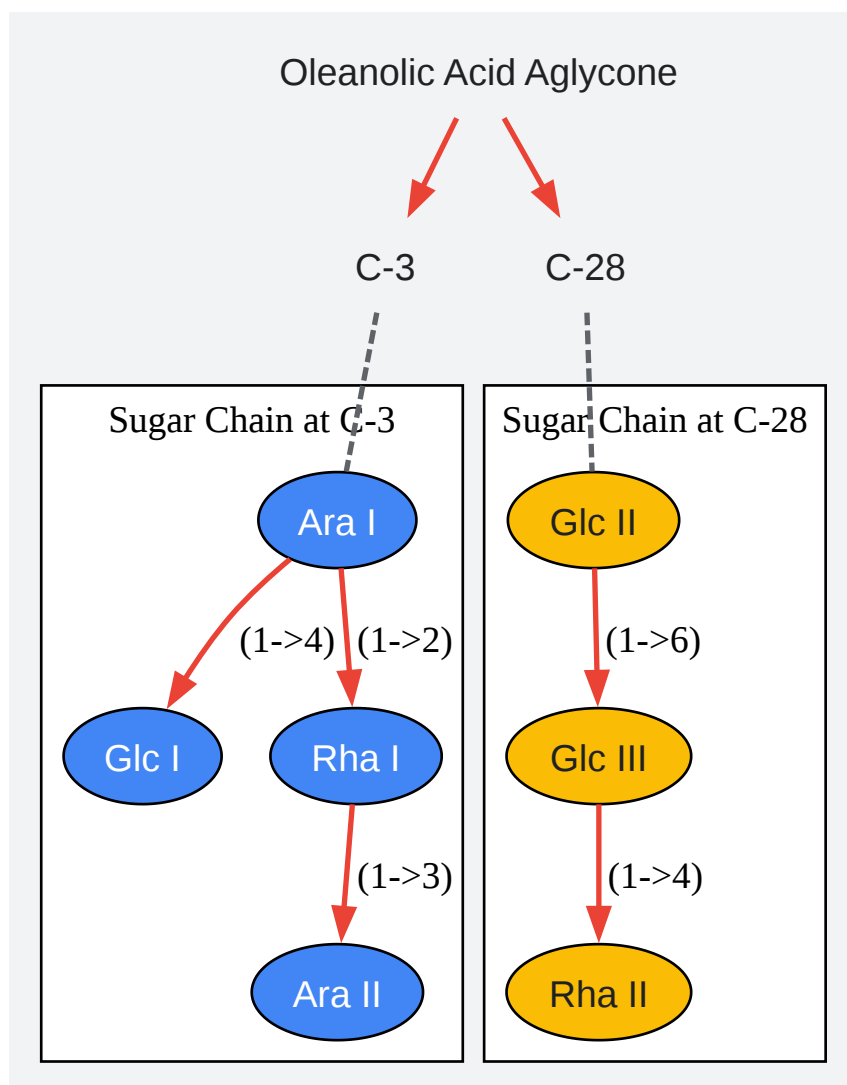 Oleanolic Acid Aglycone
C-3
C-28
Sugar Chain at C-3
Sugar Chain at C-28
Ara I
Glc II
(1->4)
(1->2)
(1->6)
Glc I
Rha I
Glc III
(1->3)
(1->4)
Ara II
Rha II